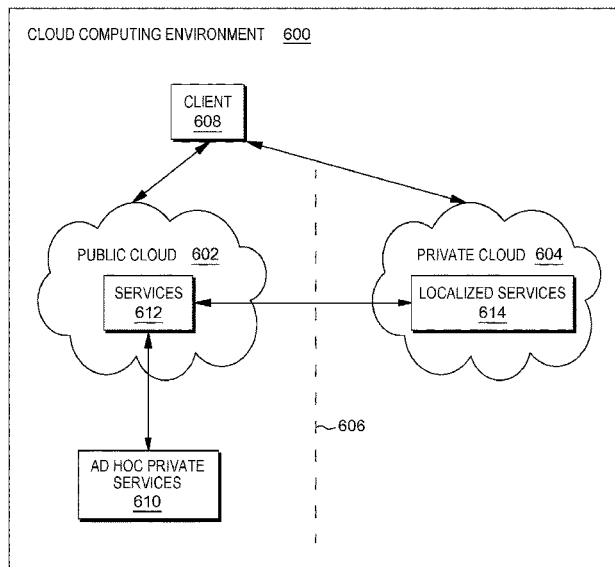 CLOUD COMPUTING ENVIRONMENT 600
CLIENT
608
PUBLIC CLOUD 602
PRIVATE CLOUD 604
SERVICES
612
LOCALIZED SERVICES
614
606
AD HOC PRIVATE
SERVICES
610